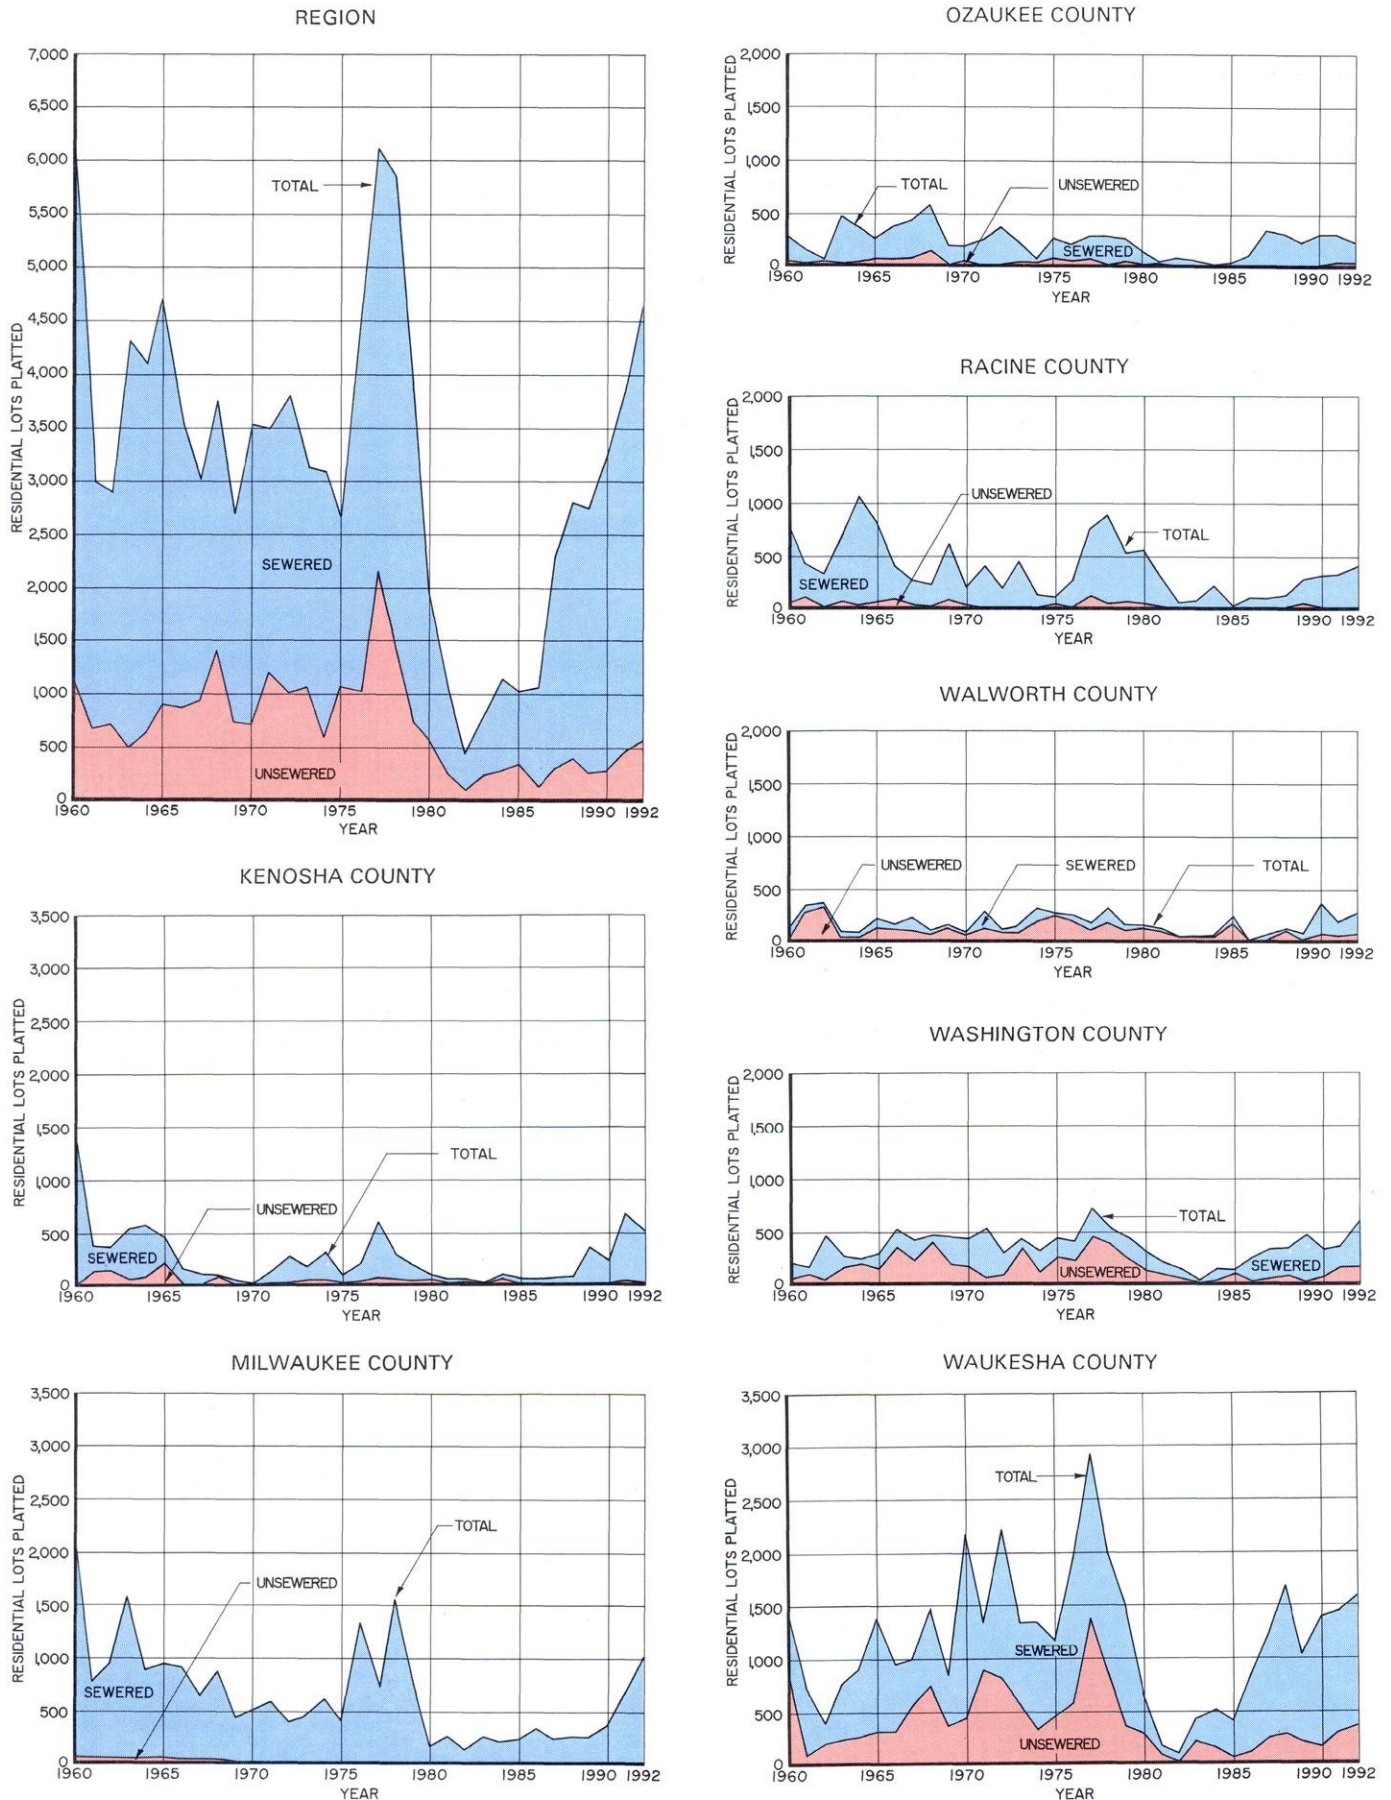 REGION
RESIDENTIAL LOTS PLATTED
7,000
6,500
6,000
5,500
5,000
4,500
4,000
3,500
3,000
2,500
2,000
1,500
1,000
500
0
TOTAL
SEWERED
UNSEWERED
1960 1965 1970 1975 1980 1985 1990 1992
YEAR
KENOSHA COUNTY
RESIDENTIAL LOTS PLATTED
3,500
3,000
2,500
2,000
1,500
1,000
500
0
TOTAL
UNSEWERED
SEWERED
1960 1965 1970 1975 1980 1985 1990 1992
YEAR
MILWAUKEE COUNTY
RESIDENTIAL LOTS PLATTED
3,500
3,000
2,500
2,000
1,500
1,000
500
0
TOTAL
UNSEWERED
SEWERED
1960 1965 1970 1975 1980 1985 1990 1992
YEAR
OZAUKEE COUNTY
RESIDENTIAL LOTS PLATTED
2,000
1,500
1,000
500
0
TOTAL
UNSEWERED
SEWERED
1960 1965 1970 1975 1980 1985 1990 1992
YEAR
RACINE COUNTY
RESIDENTIAL LOTS PLATTED
2,000
1,500
1,000
500
0
UNSEWERED
TOTAL
SEWERED
1960 1965 1970 1975 1980 1985 1990 1992
YEAR
WALWORTH COUNTY
RESIDENTIAL LOTS PLATTED
2,000
1,500
1,000
500
0
UNSEWERED
SEWERED
TOTAL
1960 1965 1970 1975 1980 1985 1990 1992
YEAR
WASHINGTON COUNTY
RESIDENTIAL LOTS PLATTED
2,000
1,500
1,000
500
0
TOTAL
UNSEWERED
SEWERED
1960 1965 1970 1975 1980 1985 1990 1992
YEAR
WAUKESHA COUNTY
RESIDENTIAL LOTS PLATTED
3,500
3,000
2,500
2,000
1,500
1,000
500
0
TOTAL
SEWERED
UNSEWERED
1960 1965 1970 1975 1980 1985 1990 1992
YEAR